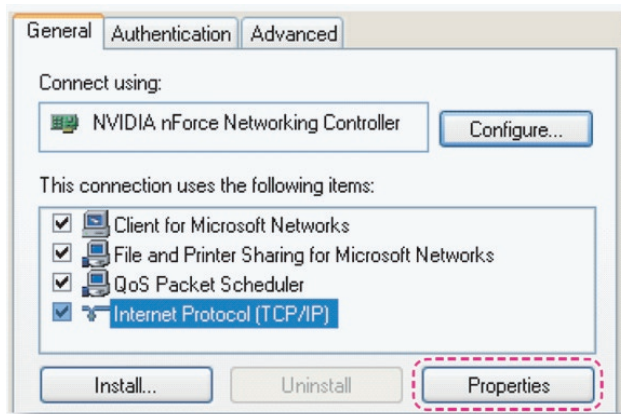 General Authentication Advanced
Connect using:
NVIDIA nForce Networking Controller Configure...
This connection uses the following items:
Client for Microsoft Networks
File and Printer Sharing for Microsoft Networks
QoS Packet Scheduler
Internet Protocol (TCP/IP)
Install... Uninstall Properties